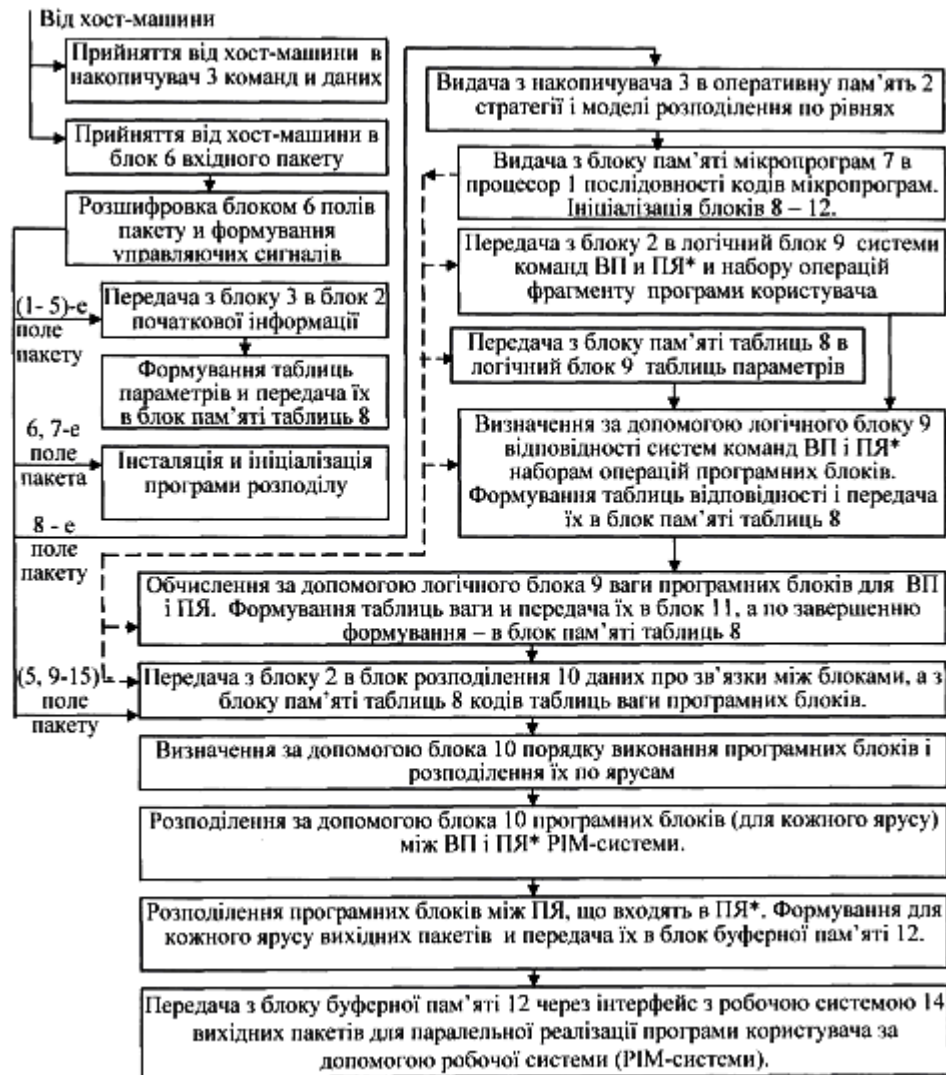 Від хост-машини
Прийняття від хост-машини в
накопичувач 3 команд и даних
Прийняття від хост-машини в
блок 6 вхідного пакету
Розшифровка блоком 6 полів
пакету и формування
управляючих сигналів
(1- 5)-е
поле
пакету
Передача з блоку 3 в блок 2
початкової інформації
Формування таблиць
параметрів и передача їх
в блок пам’яті таблиць 8
6, 7-е
поле
пакета
Інсталяція и ініціалізація
програми розподілу
8 - е
поле
пакету
Видача з накопичувача 3 в оперативну пам’ять 2
стратегії і моделі розподілення по рівнях
Видача з блоку пам’яті мікропрограм 7 в
процесор 1 послідовності кодів мікропрограм.
Ініціалізація блоків 8 – 12.
Передача з блоку 2 в логічний блок 9 системи
команд ВП и ПЯ* и набору операцій
фрагменту програми користувача
Передача з блоку пам’яті таблиць 8 в
логічний блок 9 таблиць параметрів
Визначення за допомогою логічного блоку 9
відповідності систем команд ВП і ПЯ*
наборам операцій програмних блоків.
Формування таблиць відповідності і передача
їх в блок пам’яті таблиць 8
Обчислення за допомогою логічного блока 9 ваги програмних блоків для ВП
і ПЯ. Формування таблиць ваги и передача їх в блок 11, а по завершенню
формування – в блок пам’яті таблиць 8
(5, 9-15)
поле
пакету
Передача з блоку 2 в блок розподілення 10 даних про зв’язки між блоками, а з
блоку пам’яті таблиць 8 кодів таблиць ваги програмних блоків.
Визначення за допомогою блока 10 порядку виконання програмних блоків і
розподілення їх по ярусам
Розподілення за допомогою блока 10 програмних блоків (для кожного ярусу)
між ВП і ПЯ* РІМ-системи.
Розподілення програмних блоків між ПЯ, що входять в ПЯ*. Формування для
кожного ярусу вихідних пакетів и передача їх в блок буферної пам’яті 12.
Передача з блоку буферної пам’яті 12 через інтерфейс з робочою системою 14
вихідних пакетів для паралельної реалізації програми користувача за
допомогою робочої системи (РІМ-системи).